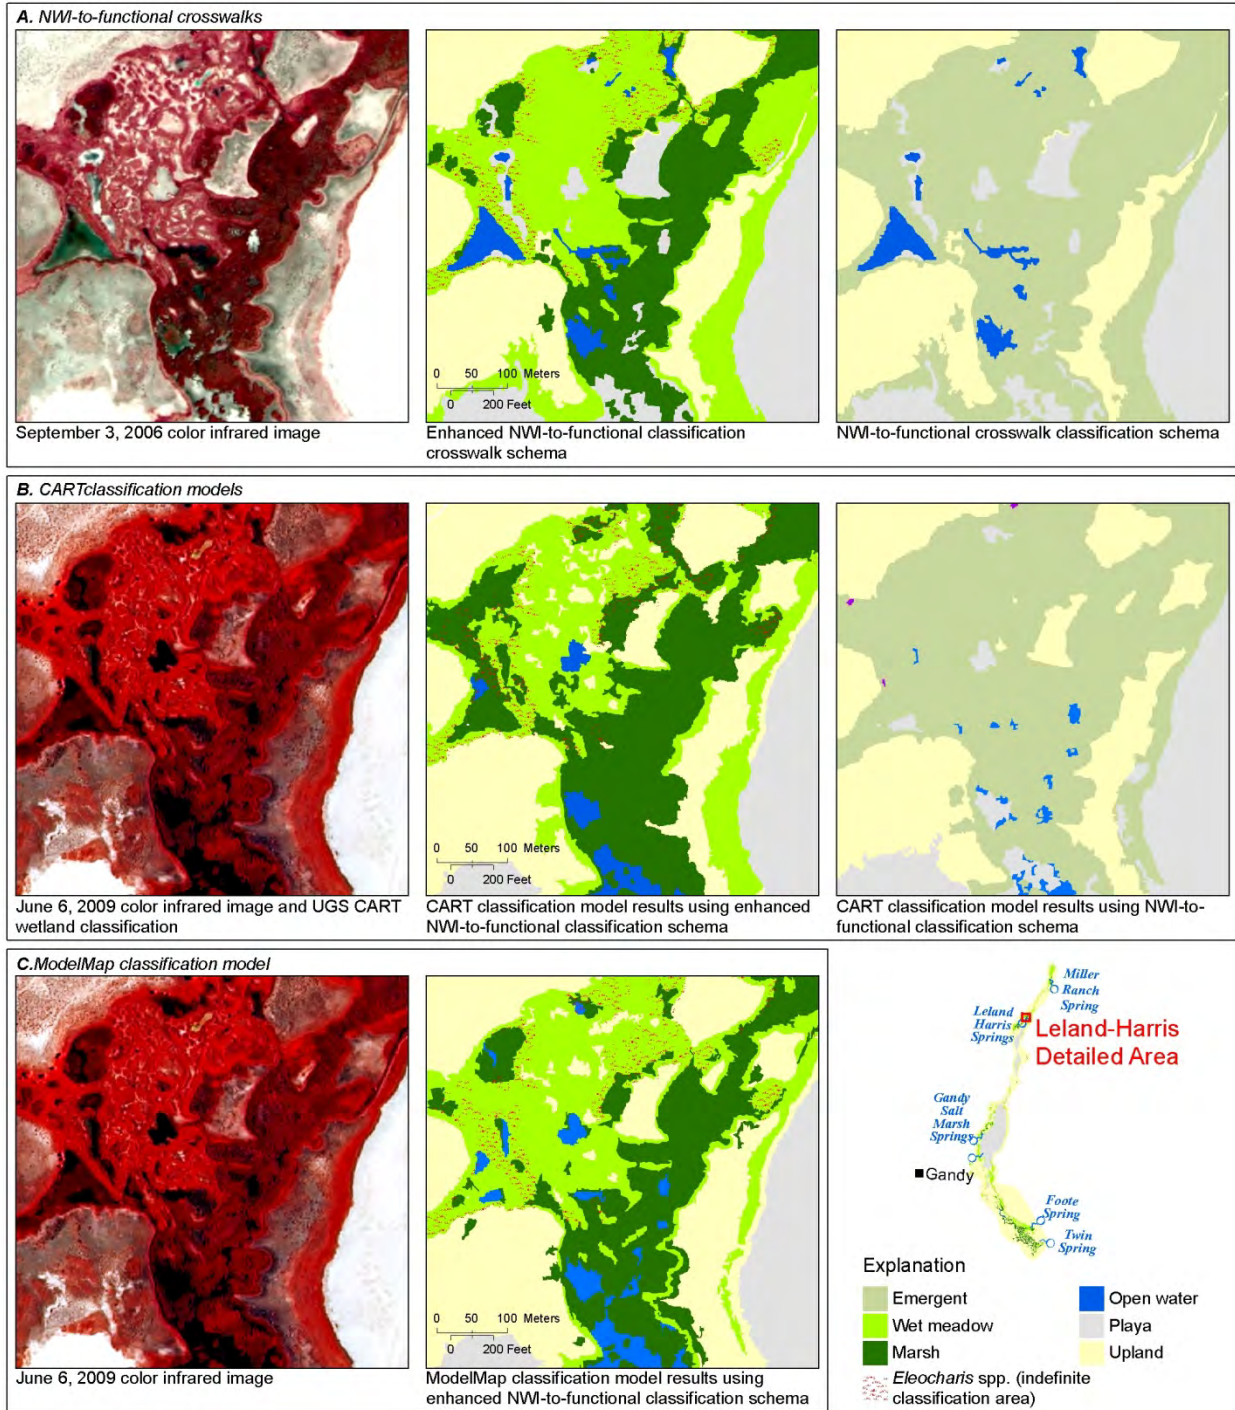 A. NWI-to-functional crosswalks
September 3, 2006 color infrared image
0 50 100 Meters
0 200 Feet
Enhanced NWI-to-functional classification
crosswalk schema
NWI-to-functional crosswalk classification schema
B. CARTclassification models
June 6, 2009 color infrared image and UGS CART
wetland classification
0 50 100 Meters
0 200 Feet
CART classification model results using enhanced
NWI-to-functional classification schema
CART classification model results using NWI-to-
functional classification schema
C.ModelMap classification model
June 6, 2009 color infrared image
0 50 100 Meters
0 200 Feet
ModelMap classification model results using
enhanced NWI-to-functional classification schema
Miller
Ranch
Spring
Leland
Harris
Springs
Leland-Harris
Detailed Area
Gandy
Salt
Marsh
Springs
Gandy
Foote
Spring
Twin
Spring
Explanation
Emergent
Wet meadow
Marsh
Eleocharis spp. (indefinite
classification area)
Open water
Playa
Upland